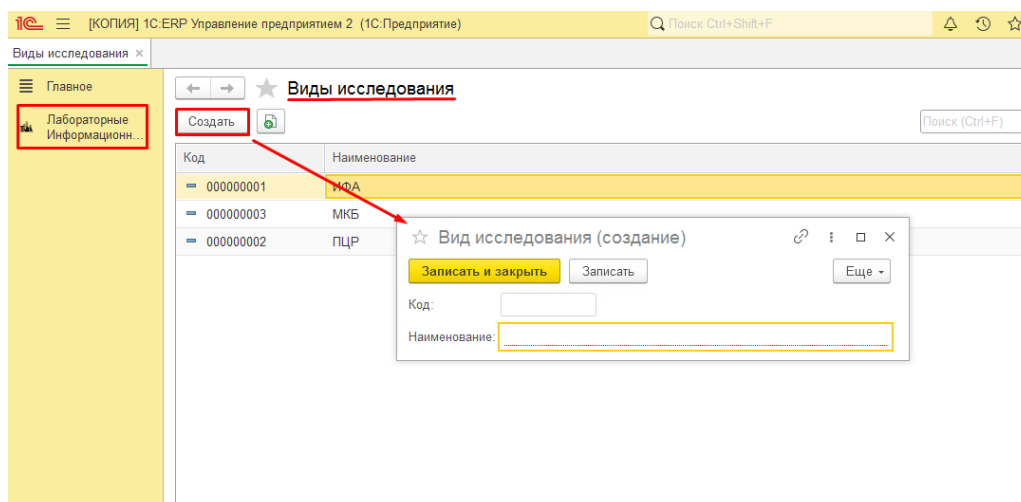 1С [КОПИЯ] 1С:ERP Управление предприятием 2 (1С:Предприятие) Поиск Ctrl+Shift+F
Виды исследования ×
Главное
Лабораторные
Информационн...
Виды исследования
Создать
Поиск (Ctrl+F)
Код Наименование
000000001 ИФА
000000003 МКБ
000000002 ПЦР
Вид исследования (создание)
Записать и закрыть Записать Еще
Код:
Наименование: